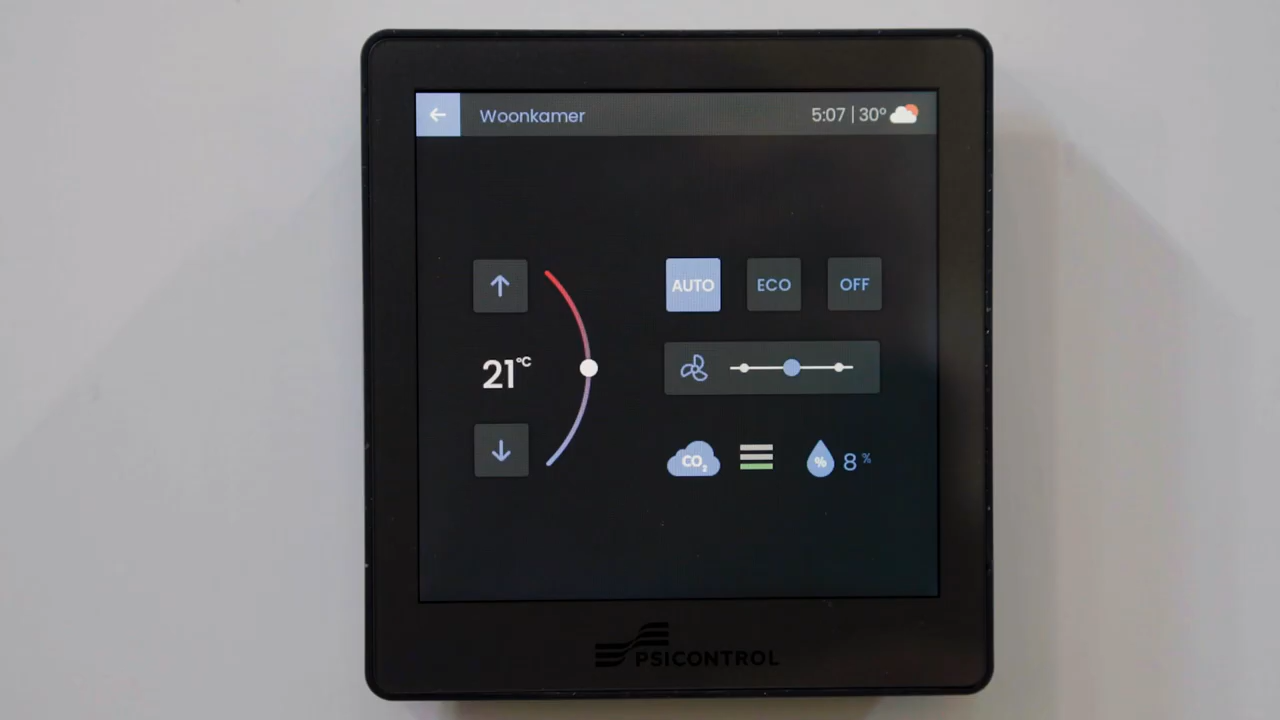 Woonkamer
5:07 | 30°
AUTO ECO OFF
21°C
CO₂
% 8 %
PSICONTROL